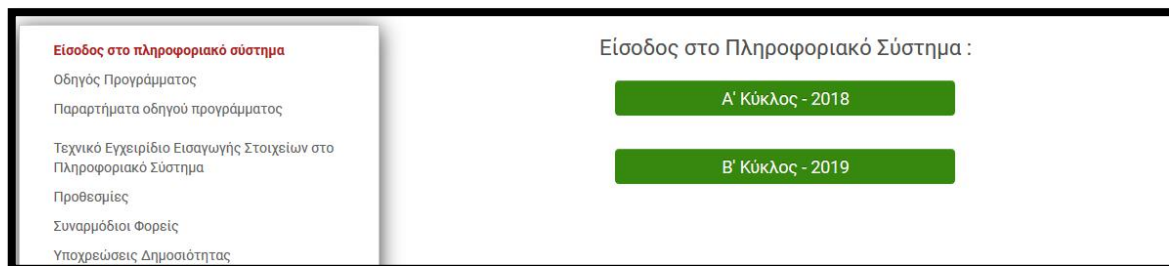 Είσοδος στο πληροφοριακό σύστημα
Οδηγός Προγράμματος
Παραρτήματα οδηγού προγράμματος
Τεχνικό Εγχειρίδιο Εισαγωγής Στοιχείων στο
Πληροφοριακό Σύστημα
Προθεσμίες
Συναρμόδιοι Φορείς
Υποχρεώσεις Δημοσιότητας
Είσοδος στο Πληροφοριακό Σύστημα :
Α' Κύκλος - 2018
Β' Κύκλος - 2019